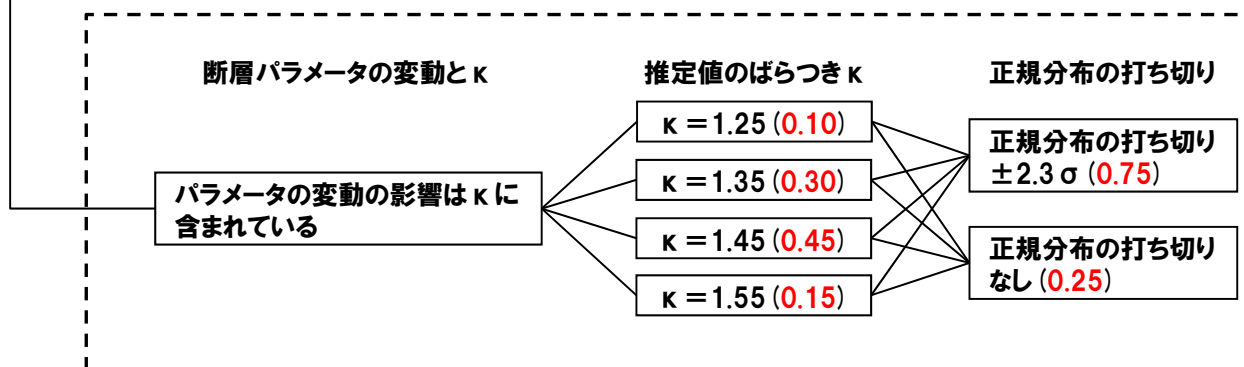 断層パラメータの変動とκ
推定値のばらつきκ
正規分布の打ち切り
パラメータの変動の影響はκに
含まれている
κ=1.25(0.10)
κ=1.35(0.30)
κ=1.45(0.45)
κ=1.55(0.15)
正規分布の打ち切り
±2.3σ(0.75)
正規分布の打ち切り
なし(0.25)